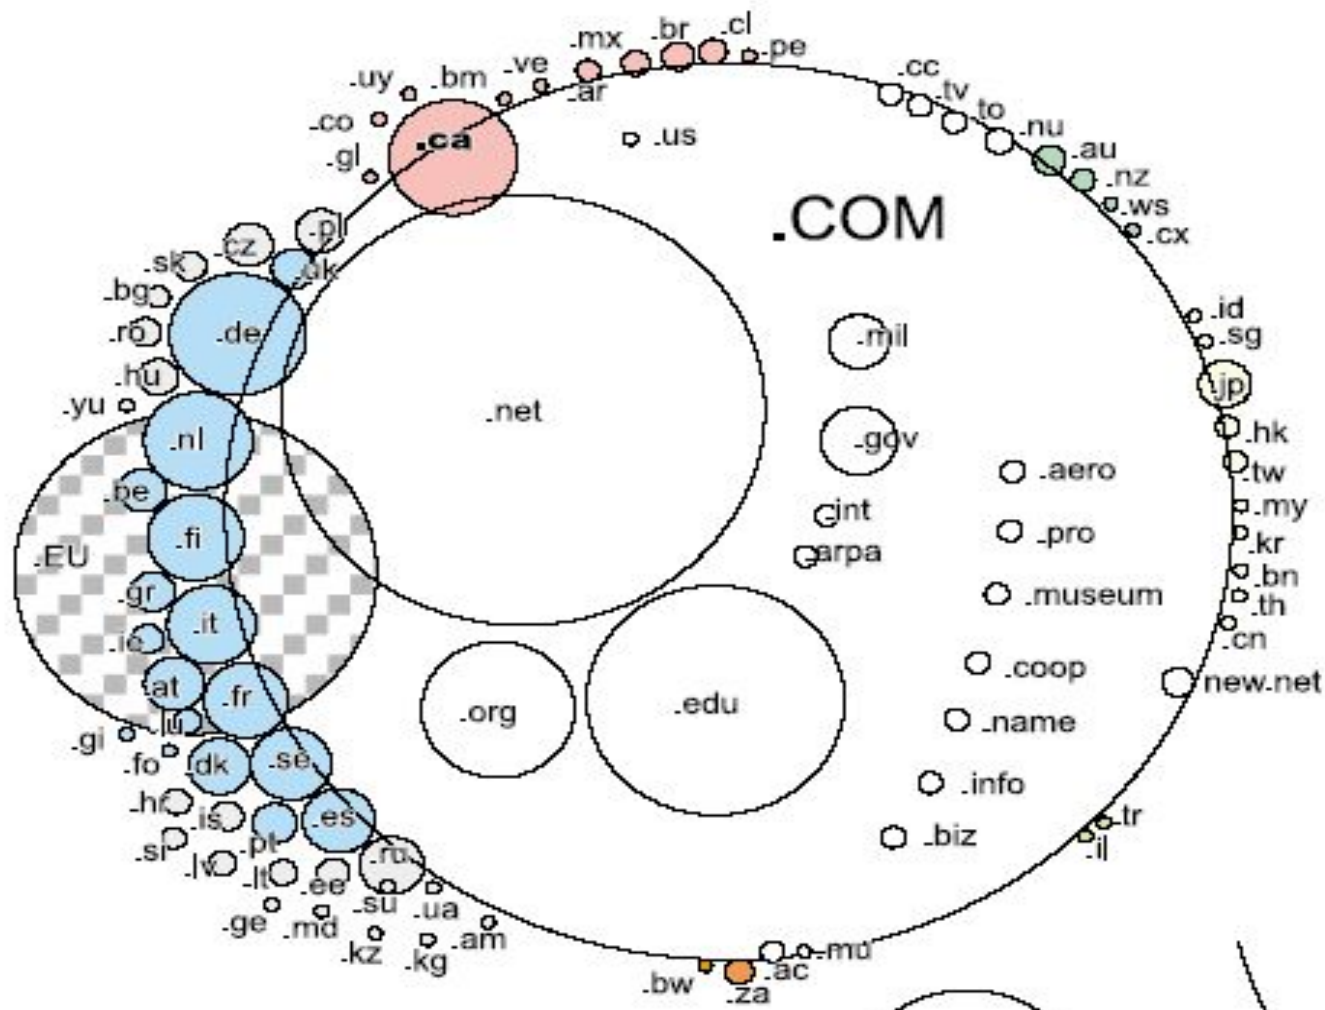 .cl
.br
.mx
.pe
.ve
.cc
.uy
.bm
.ar
.tv
.co
.to
.ca
.us
.nu
.gl
.au
.nz
.ws
.COM
.pl
.cx
.cz
.sk
.uk
.bg
.id
.ro
.de
.mil
.sg
.hu
.jp
.yu
.net
.nl
.gov
.hk
.aero
.tw
.be
.int
.my
.fi
.pro
.kr
.EU
.arpa
.bn
.gr
.museum
.th
.it
.ie
.cn
.coop
.at
.fr
new.net
.org
.edu
.lu
.name
.gi
.fo
.dk
.se
.info
.hr
.is
.es
.tr
.pt
.biz
.si
.il
.lv
.ru
.lt
.ee
.su
.ua
.ge
.md
.am
.kz
.kg
.mu
.ac
.bw
.za